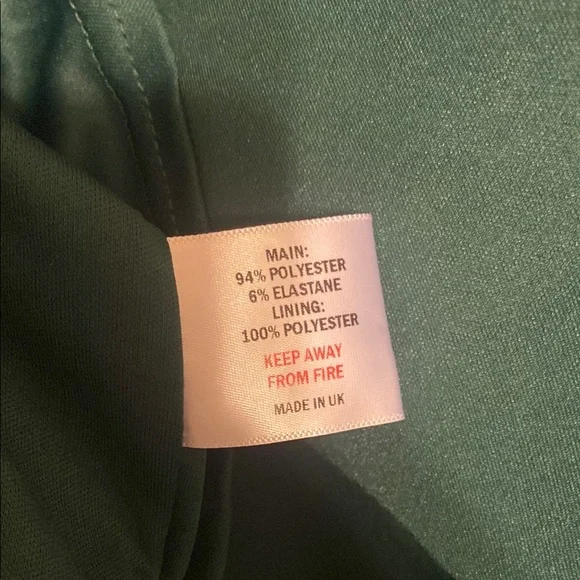 MAIN:
94% POLYESTER
6% ELASTANE
LINING:
100% POLYESTER
KEEP AWAY
FROM FIRE
MADE IN UK